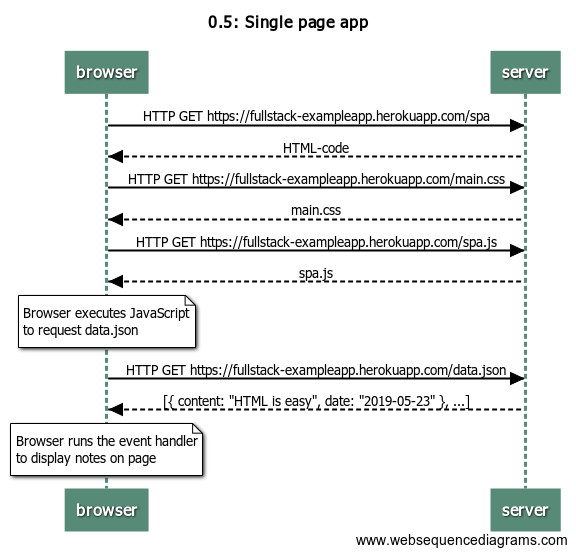 0.5: Single page app
browser
server
HTTP GET https://fullstack-exampleapp.herokuapp.com/spa
HTML-code
HTTP GET https://fullstack-exampleapp.herokuapp.com/main.css
main.css
HTTP GET https://fullstack-exampleapp.herokuapp.com/spa.js
spa.js
Browser executes JavaScript
to request data.json
HTTP GET https://fullstack-exampleapp.herokuapp.com/data.json
[{ content: "HTML is easy", date: "2019-05-23" }, ...]
Browser runs the event handler
to display notes on page
browser
server
www.websequencediagrams.com